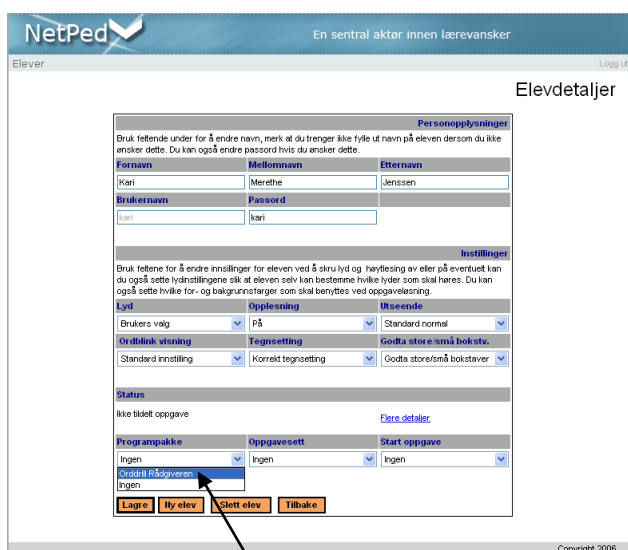 NetPed
En sentral aktør innen lærevansker
Elever
Logg ut
Elevdetaljer
Personopplysninger
Bruk feltende under for å endre navn, merk at du trenger ikke fylle ut navn på eleven dersom du ikke
ønsker dette. Du kan også endre passord hvis du ønsker dette.
Fornavn Mellomnavn Etternavn
Kari Merethe Jenssen
Brukernavn Passord
kari kari
Instillinger
Bruk feltene for å endre innsillinger for eleven ved å skru lyd og høytlesing av eller på eventuelt kan
du også sette lydinstillingene slik at eleven selv kan bestemme hvilke lyder som skal høres. Du kan
også sette hvilke for- og bakgrunnsfarger som skal benyttes ved oppgaveløsning.
Lyd Opplesning Utseende
Brukers valg På Standard normal
Ordblink visning Tegnsetting Godta store/små bokstv.
Standard innstilling Korrekt tegnsetting Godta store/små bokstaver
Status
Ikke tildelt oppgave Flere detaljer
Programpakke Oppgavesett Start oppgave
Ingen Ingen Ingen
Orddrill Rådgiveren
Ingen
Lagre Ny elev Slett elev Tilbake
Copyright 2006